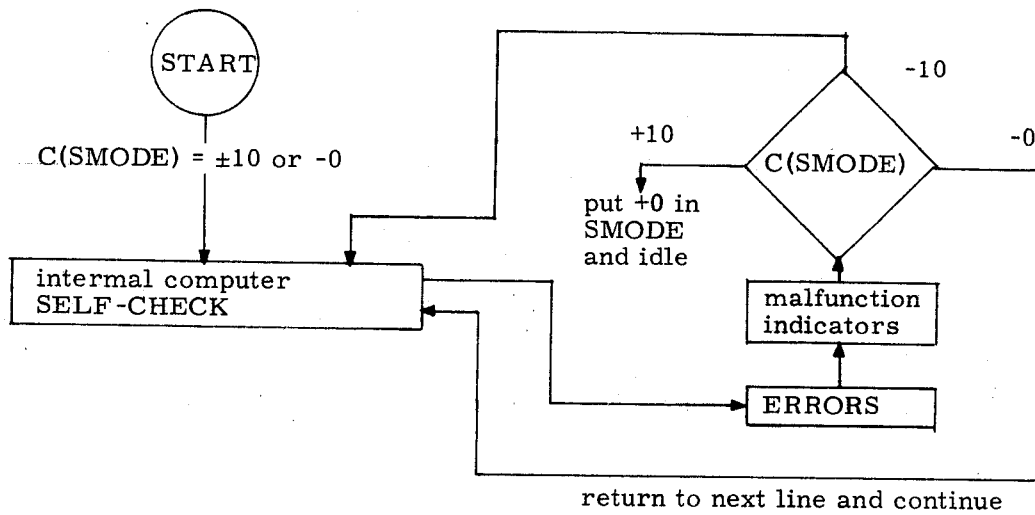 START
C(SMODE) = ±10 or -0
intermal computer
SELF-CHECK
-10
+10
-0
C(SMODE)
put +0 in
SMODE
and idle
malfunction
indicators
ERRORS
return to next line and continue